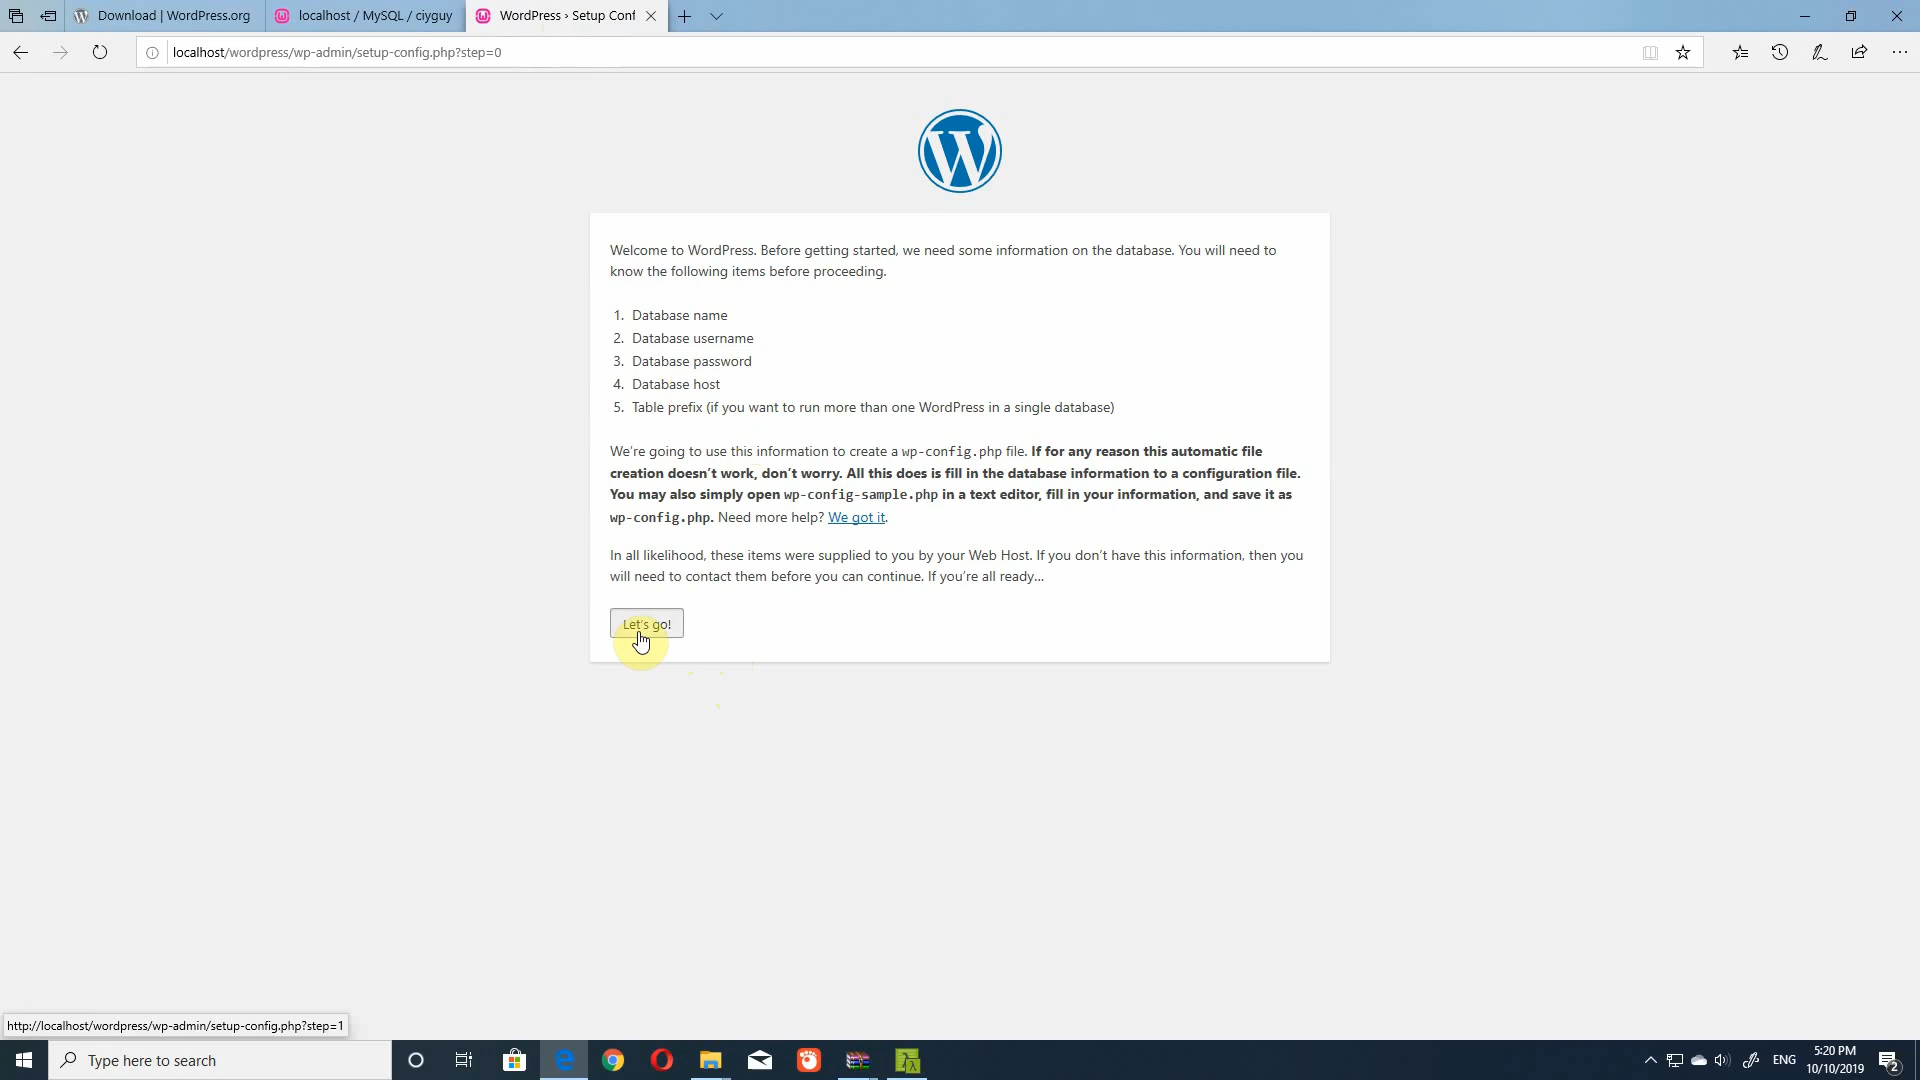 Download | WordPress.org
localhost / MySQL / ciyguy
WordPress › Setup Conf
localhost/wordpress/wp-admin/setup-config.php?step=0
Welcome to WordPress. Before getting started, we need some information on the database. You will need to
know the following items before proceeding.
1. Database name
2. Database username
3. Database password
4. Database host
5. Table prefix (if you want to run more than one WordPress in a single database)
We’re going to use this information to create a wp-config.php file. If for any reason this automatic file
creation doesn’t work, don’t worry. All this does is fill in the database information to a configuration file.
You may also simply open wp-config-sample.php in a text editor, fill in your information, and save it as
wp-config.php. Need more help? We got it.
In all likelihood, these items were supplied to you by your Web Host. If you don’t have this information, then you
will need to contact them before you can continue. If you’re all ready…
Let’s go!
http://localhost/wordpress/wp-admin/setup-config.php?step=1
Type here to search
ENG
5:20 PM
10/10/2019
2